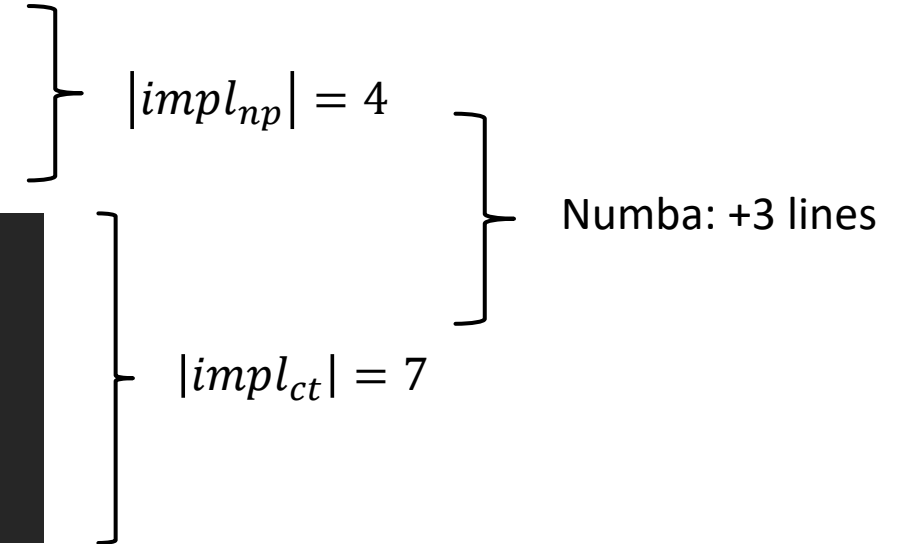 |impl_np| = 4
Numba: +3 lines
|impl_ct| = 7